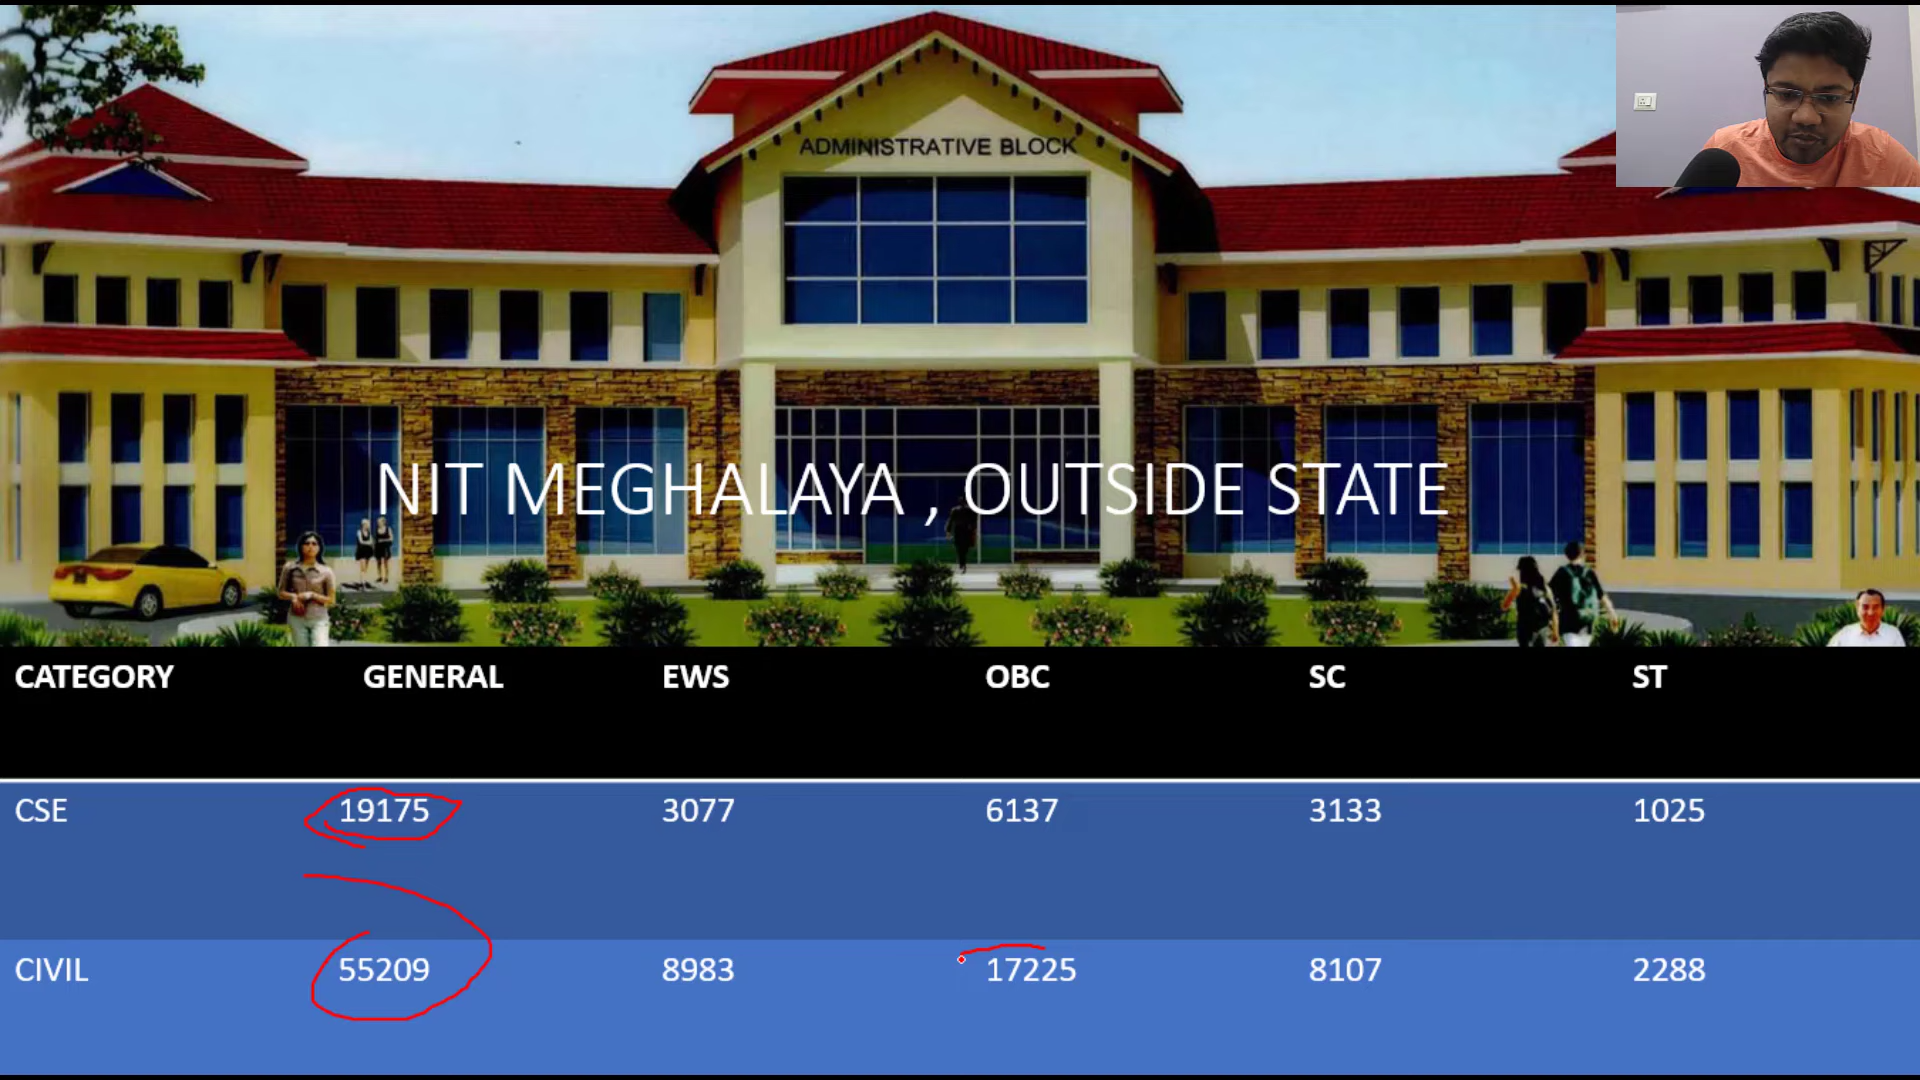 ADMINISTRATIVE BLOCK
NIT MEGHALAYA , OUTSIDE STATE
CATEGORY GENERAL EWS OBC SC ST
CSE 19175 3077 6137 3133 1025
CIVIL 55209 8983 17225 8107 2288